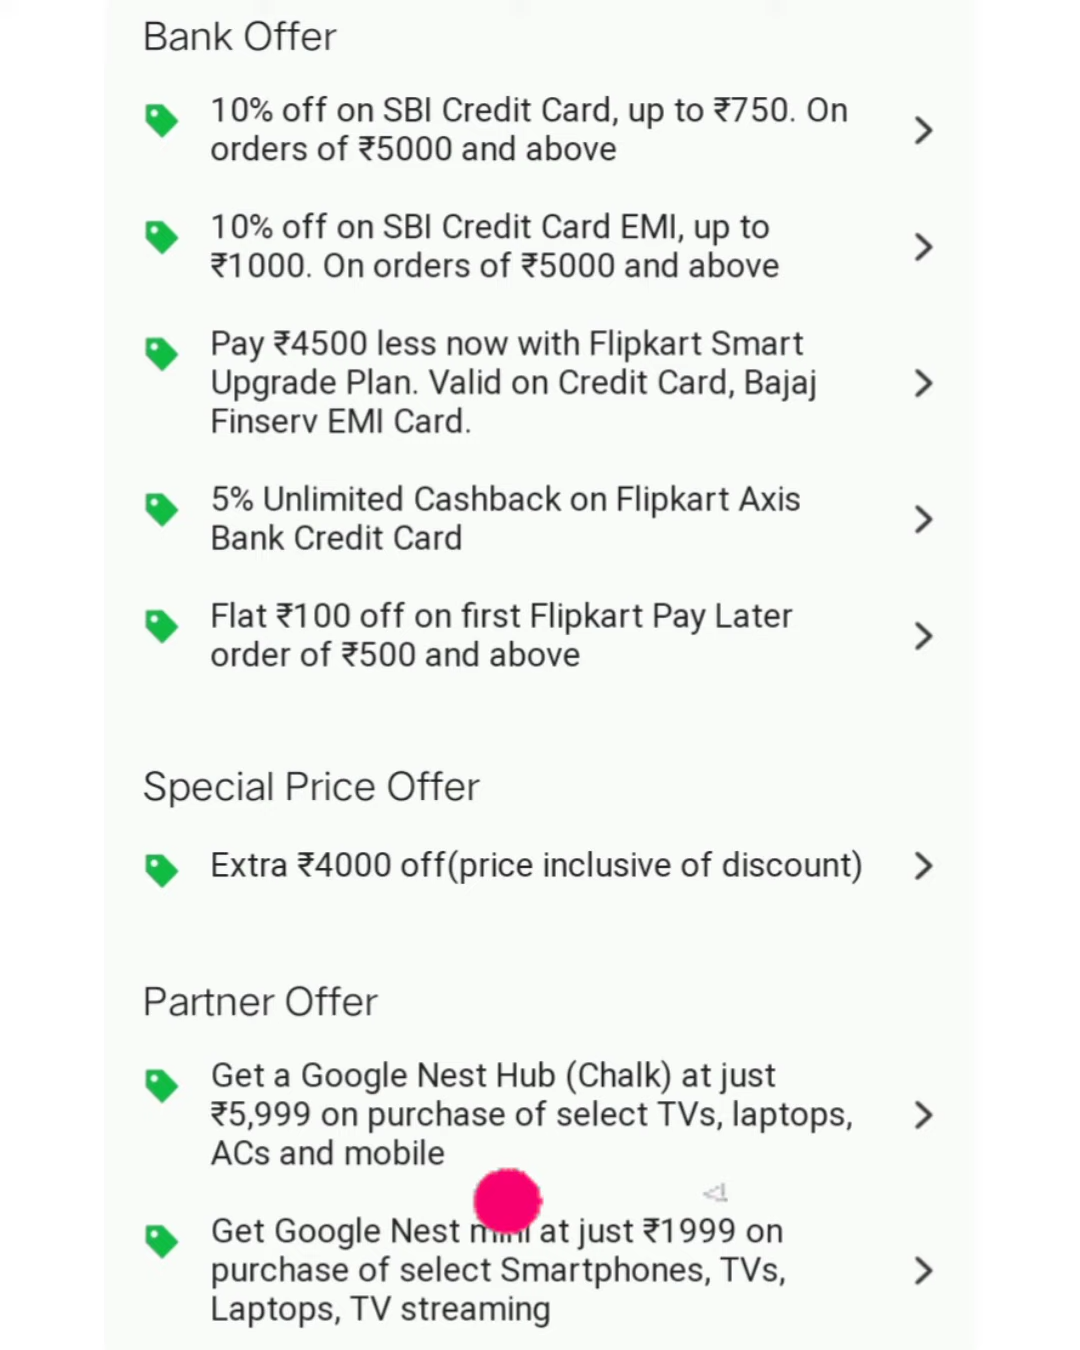 Bank Offer
10% off on SBI Credit Card, up to ₹750. On
orders of ₹5000 and above
10% off on SBI Credit Card EMI, up to
₹1000. On orders of ₹5000 and above
Pay ₹4500 less now with Flipkart Smart
Upgrade Plan. Valid on Credit Card, Bajaj
Finserv EMI Card.
5% Unlimited Cashback on Flipkart Axis
Bank Credit Card
Flat ₹100 off on first Flipkart Pay Later
order of ₹500 and above
Special Price Offer
Extra ₹4000 off(price inclusive of discount)
Partner Offer
Get a Google Nest Hub (Chalk) at just
₹5,999 on purchase of select TVs, laptops,
ACs and mobile
Get Google Nest mini at just ₹1999 on
purchase of select Smartphones, TVs,
Laptops, TV streaming